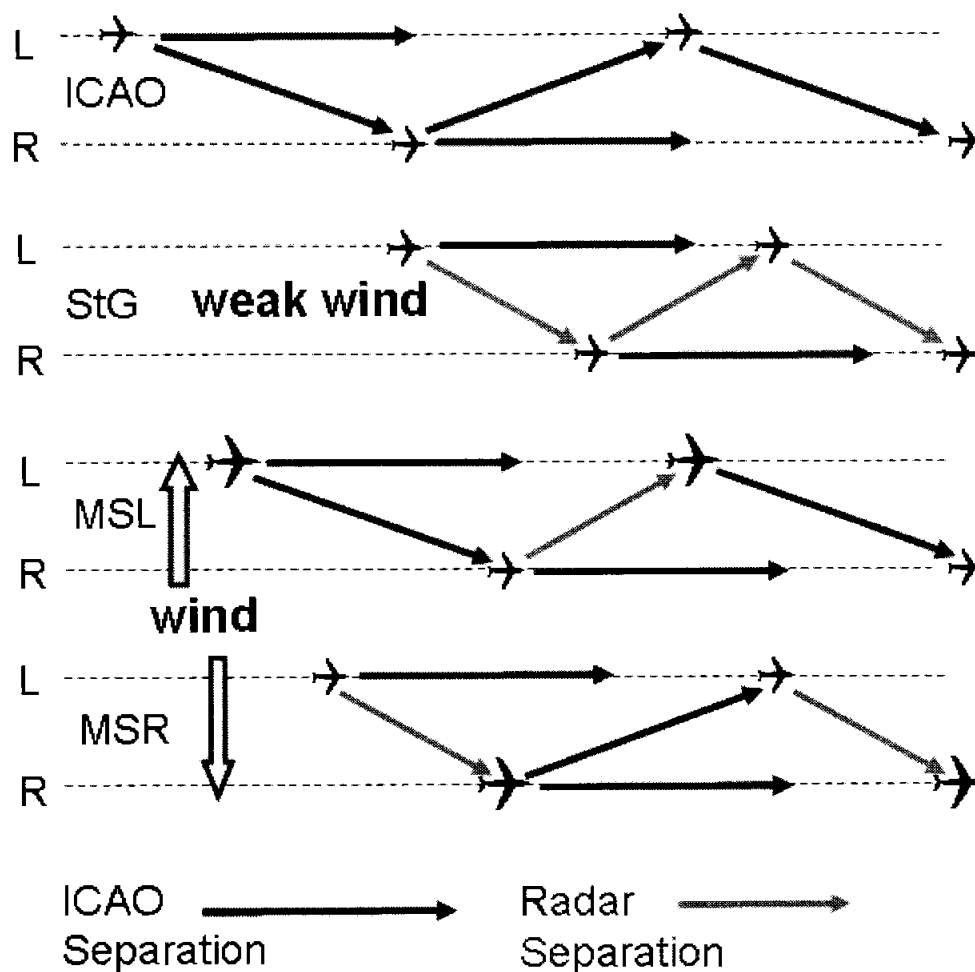 L
ICAO
R
L
StG weak wind
R
L
MSL
R
wind
L
MSR
R
ICAO Separation
Radar Separation